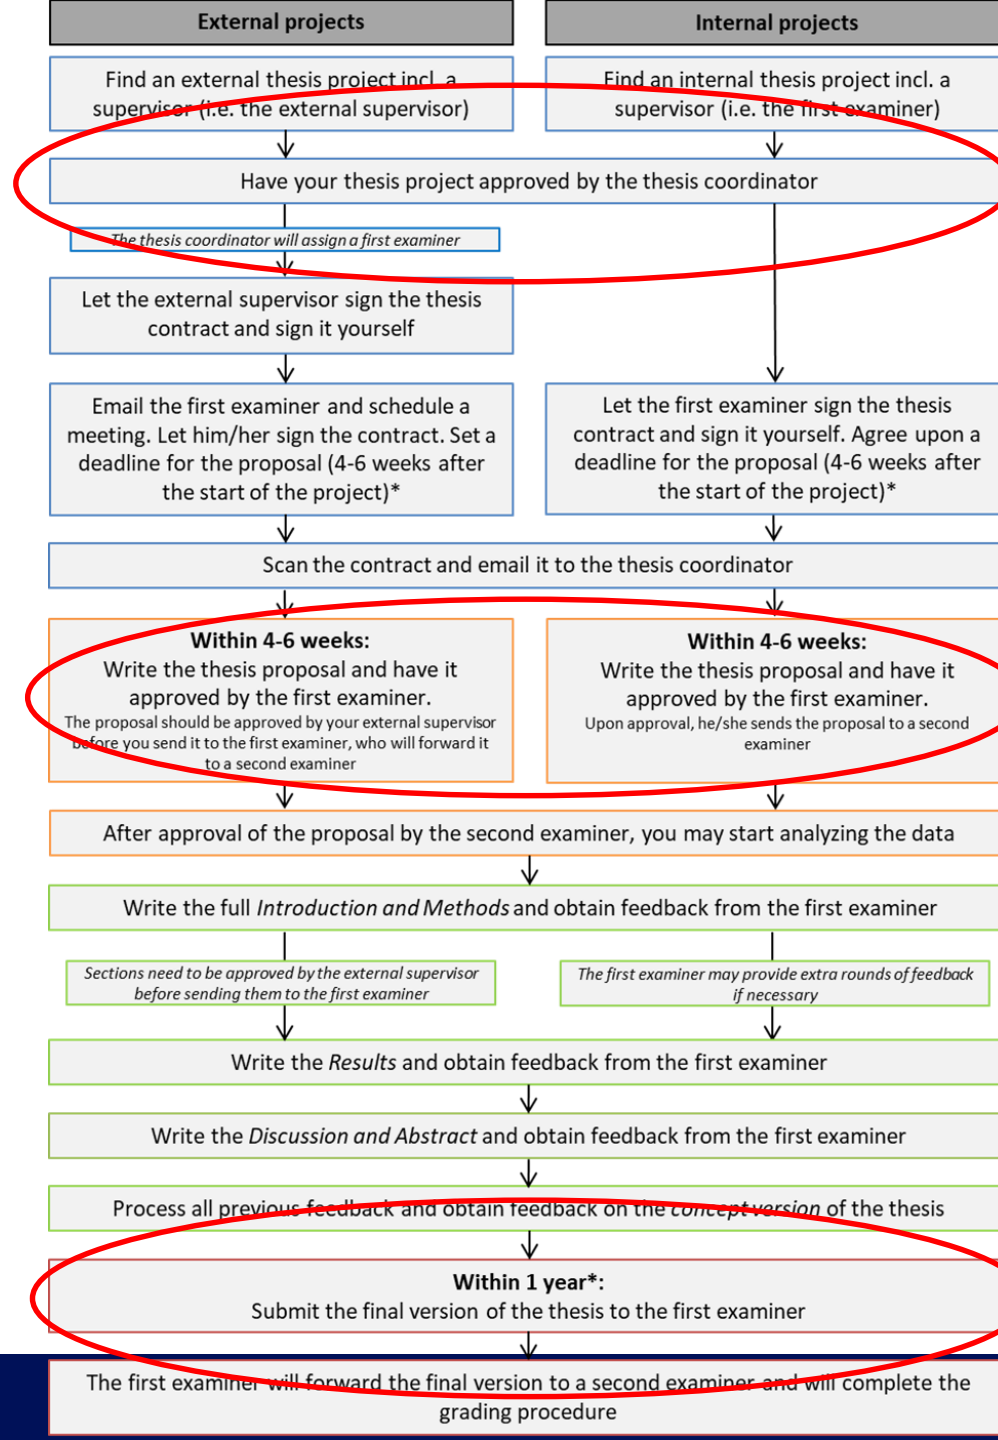 External projects
Internal projects
Find an external thesis project incl. a
supervisor (i.e. the external supervisor)
Find an internal thesis project incl. a
supervisor (i.e. the first examiner)
Have your thesis project approved by the thesis coordinator
The thesis coordinator will assign a first examiner
Let the external supervisor sign the thesis
contract and sign it yourself
Email the first examiner and schedule a
meeting. Let him/her sign the contract. Set a
deadline for the proposal (4-6 weeks after
the start of the project)*
Let the first examiner sign the thesis
contract and sign it yourself. Agree upon a
deadline for the proposal (4-6 weeks after
the start of the project)*
Scan the contract and email it to the thesis coordinator
Within 4-6 weeks:
Write the thesis proposal and have it
approved by the first examiner.
The proposal should be approved by your external supervisor
before you send it to the first examiner, who will forward it
to a second examiner
Within 4-6 weeks:
Write the thesis proposal and have it
approved by the first examiner.
Upon approval, he/she sends the proposal to a second
examiner
After approval of the proposal by the second examiner, you may start analyzing the data
Write the full Introduction and Methods and obtain feedback from the first examiner
Sections need to be approved by the external supervisor
before sending them to the first examiner
The first examiner may provide extra rounds of feedback
if necessary
Write the Results and obtain feedback from the first examiner
Write the Discussion and Abstract and obtain feedback from the first examiner
Process all previous feedback and obtain feedback on the concept version of the thesis
Within 1 year*:
Submit the final version of the thesis to the first examiner
The first examiner will forward the final version to a second examiner and will complete the
grading procedure